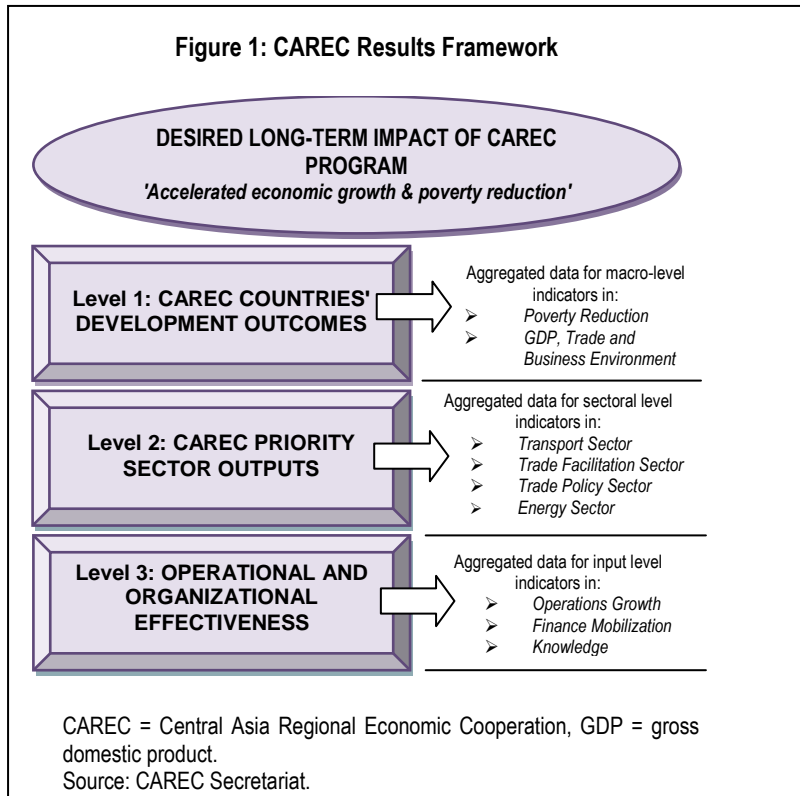 Figure 1: CAREC Results Framework
DESIRED LONG-TERM IMPACT OF CAREC
PROGRAM
'Accelerated economic growth & poverty reduction'
Level 1: CAREC COUNTRIES'
DEVELOPMENT OUTCOMES
Aggregated data for macro-level
indicators in:
➢ Poverty Reduction
➢ GDP, Trade and
Business Environment
Level 2: CAREC PRIORITY
SECTOR OUTPUTS
Aggregated data for sectoral level
indicators in:
➢ Transport Sector
➢ Trade Facilitation Sector
➢ Trade Policy Sector
➢ Energy Sector
Level 3: OPERATIONAL AND
ORGANIZATIONAL
EFFECTIVENESS
Aggregated data for input level
indicators in:
➢ Operations Growth
➢ Finance Mobilization
➢ Knowledge
CAREC = Central Asia Regional Economic Cooperation, GDP = gross
domestic product.
Source: CAREC Secretariat.